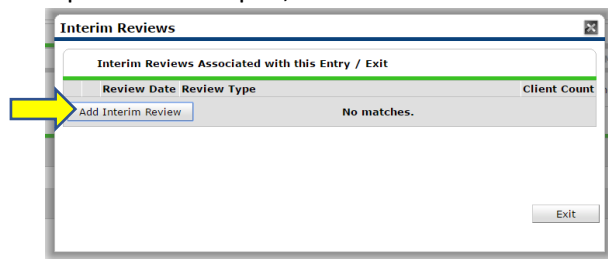 Interim Reviews
Interim Reviews Associated with this Entry / Exit
Review Date Review Type Client Count
Add Interim Review No matches.
Exit